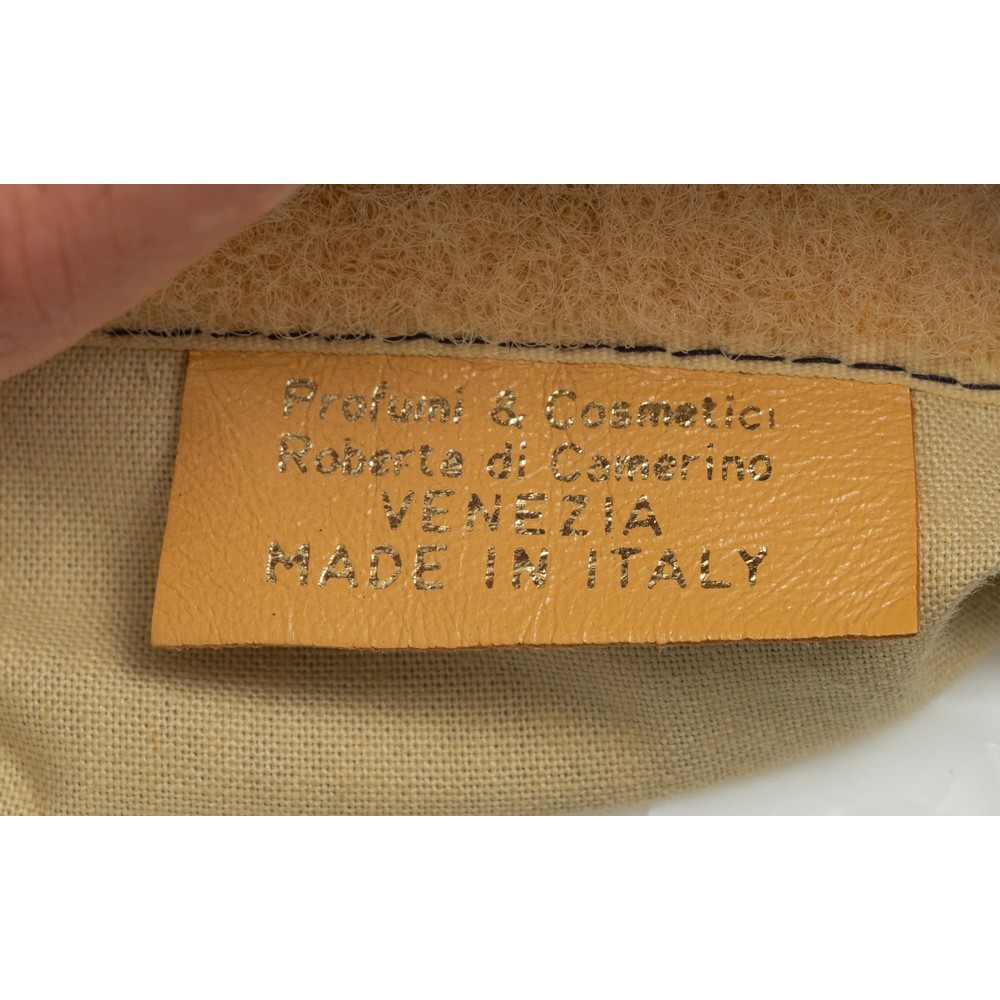 Profumi & Cosmetici
Roberta di Camerino
VENEZIA
MADE IN ITALY